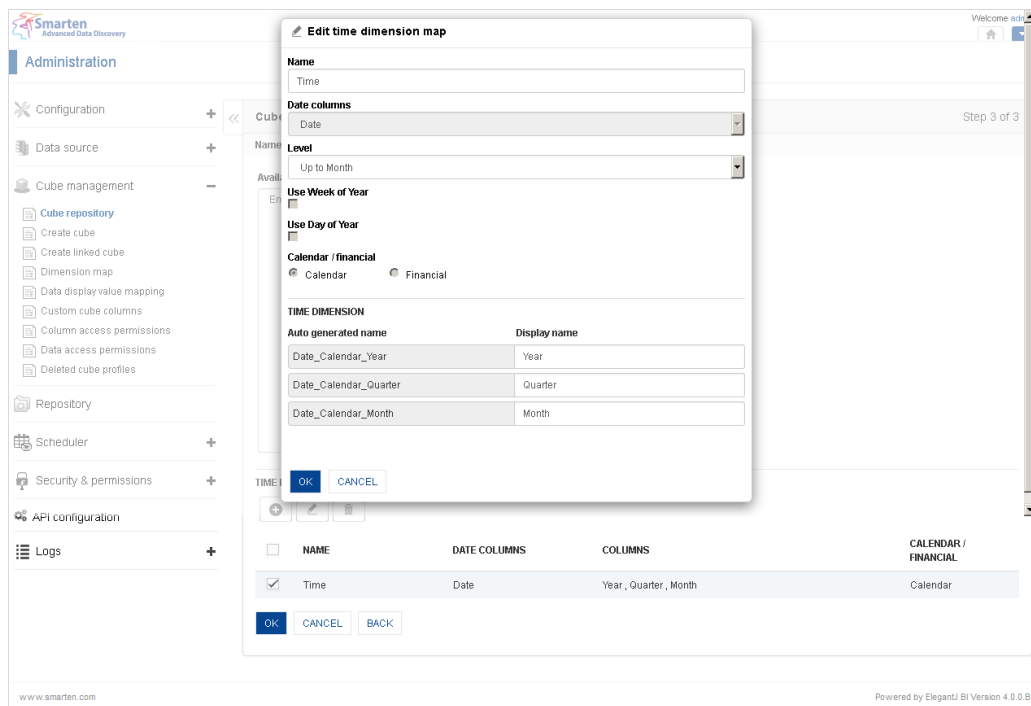 Smarten
Advanced Data Discovery
Welcome
Administration
Configuration
Data source
Cube management
Cube repository
Create cube
Create linked cube
Dimension map
Data display value mapping
Custom cube columns
Column access permissions
Data access permissions
Deleted cube profiles
Repository
Scheduler
Security & permissions
API configuration
Logs
Step 3 of 3
Name
Edit time dimension map
Name
Time
Date columns
Date
Level
Up to Month
Use Week of Year
Use Day of Year
Calendar / financial
Calendar Financial
TIME DIMENSION
Auto generated name Display name
Date_Calendar_Year Year
Date_Calendar_Quarter Quarter
Date_Calendar_Month Month
OK CANCEL
TIME
NAME DATE COLUMNS COLUMNS CALENDAR / FINANCIAL
Time Date Year , Quarter , Month Calendar
OK CANCEL BACK
www.smarten.com
Powered by ElegantJ BI Version 4.0.0.B